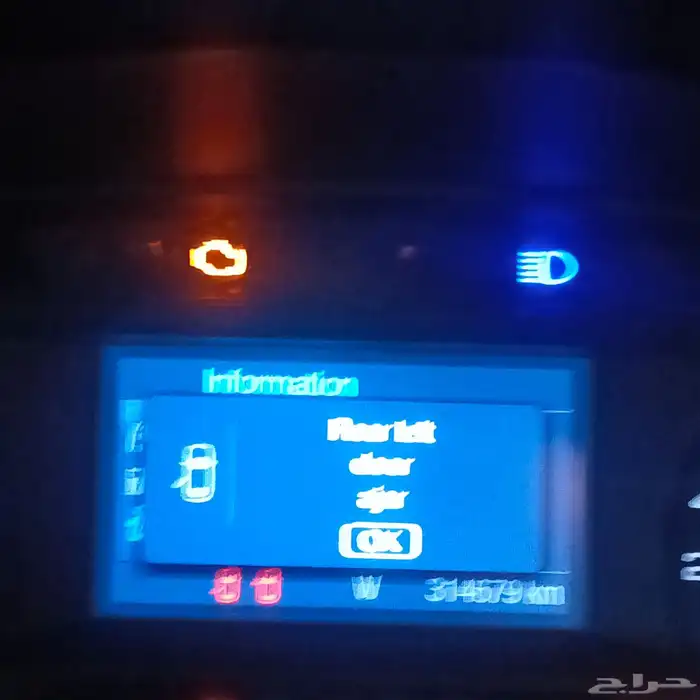 Information
Rear left
door
ajar
OK
W 314579 km
حراج